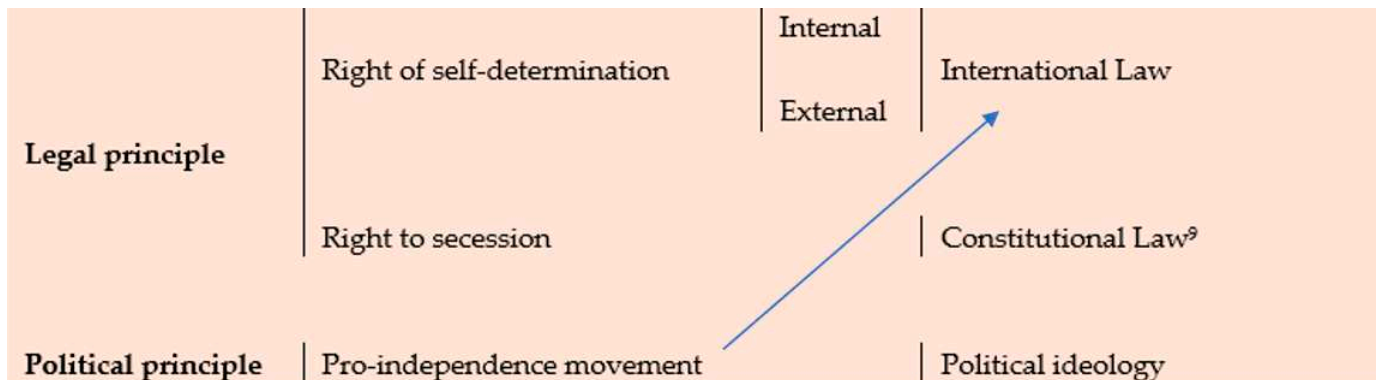 Internal
Right of self-determination International Law
External
Legal principle
Right to secession Constitutional Law⁹
Political principle Pro-independence movement Political ideology